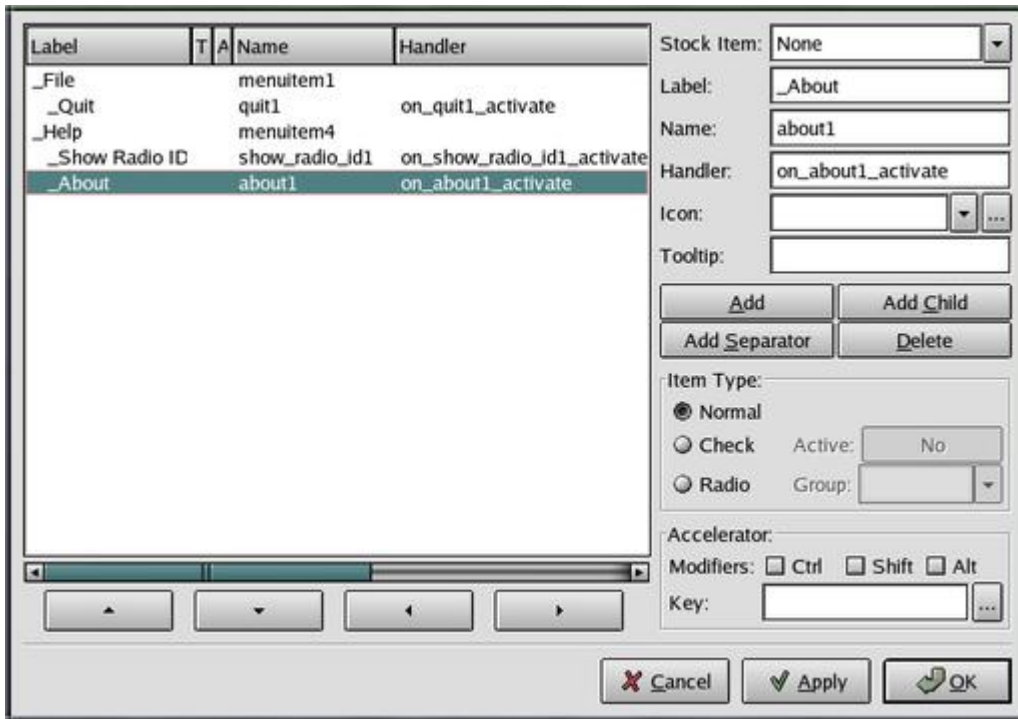 Label T A Name Handler
_File menuitem1
_Quit quit1 on_quit1_activate
_Help menuitem4
_Show Radio ID show_radio_id1 on_show_radio_id1_activate
_About about1 on_about1_activate
Stock Item: None
Label: _About
Name: about1
Handler: on_about1_activate
Icon: ...
Tooltip:
Add Add Child
Add Separator Delete
Item Type:
Normal
Check Active: No
Radio Group:
Accelerator:
Modifiers: Ctrl Shift Alt
Key: ...
Cancel Apply OK